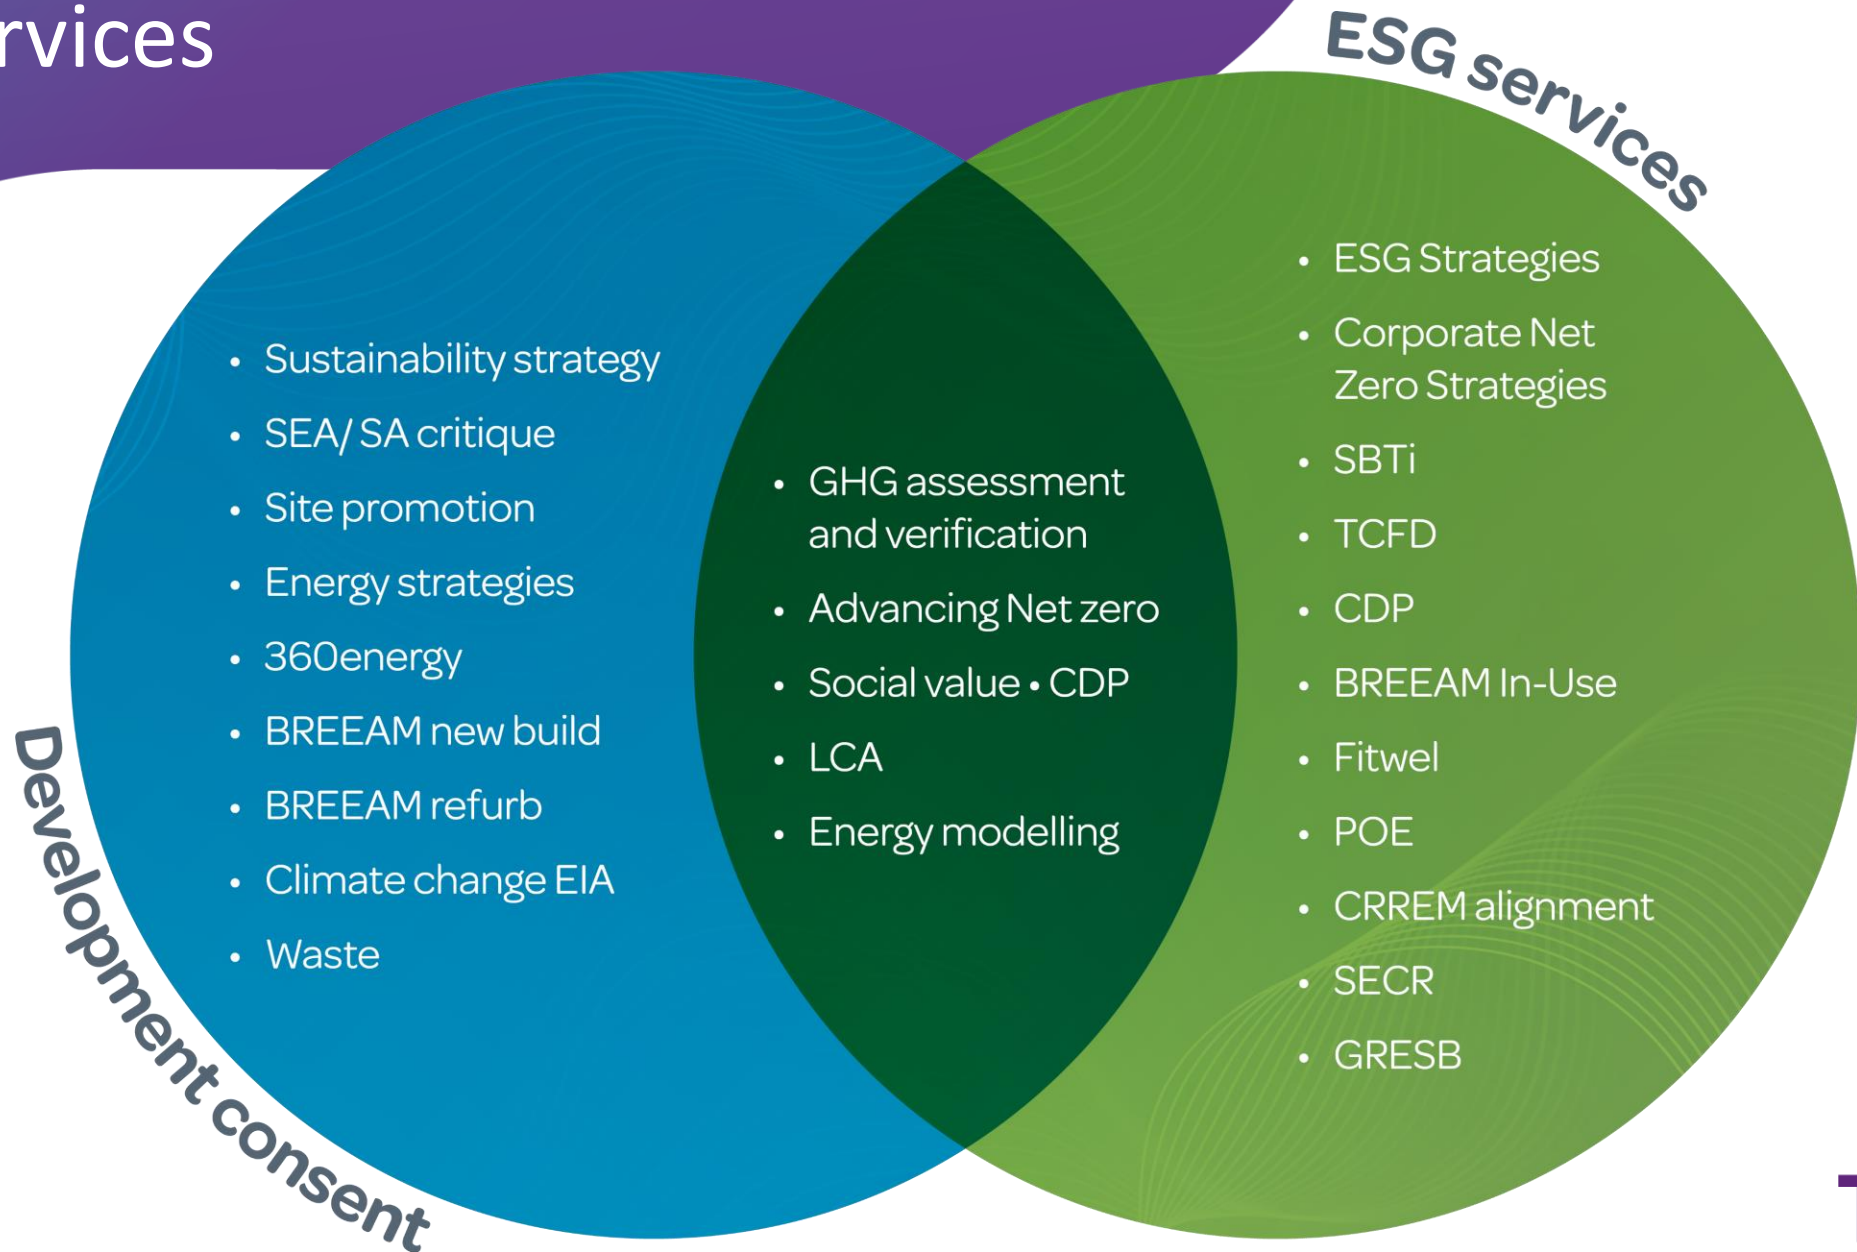 rvices
ESG services
Development consent
• Sustainability strategy
• SEA/ SA critique
• Site promotion
• Energy strategies
• 360energy
• BREEAM new build
• BREEAM refurb
• Climate change EIA
• Waste
• GHG assessment
and verification
• Advancing Net zero
• Social value • CDP
• LCA
• Energy modelling
• ESG Strategies
• Corporate Net
Zero Strategies
• SBTi
• TCFD
• CDP
• BREEAM In-Use
• Fitwel
• POE
• CRREM alignment
• SECR
• GRESB